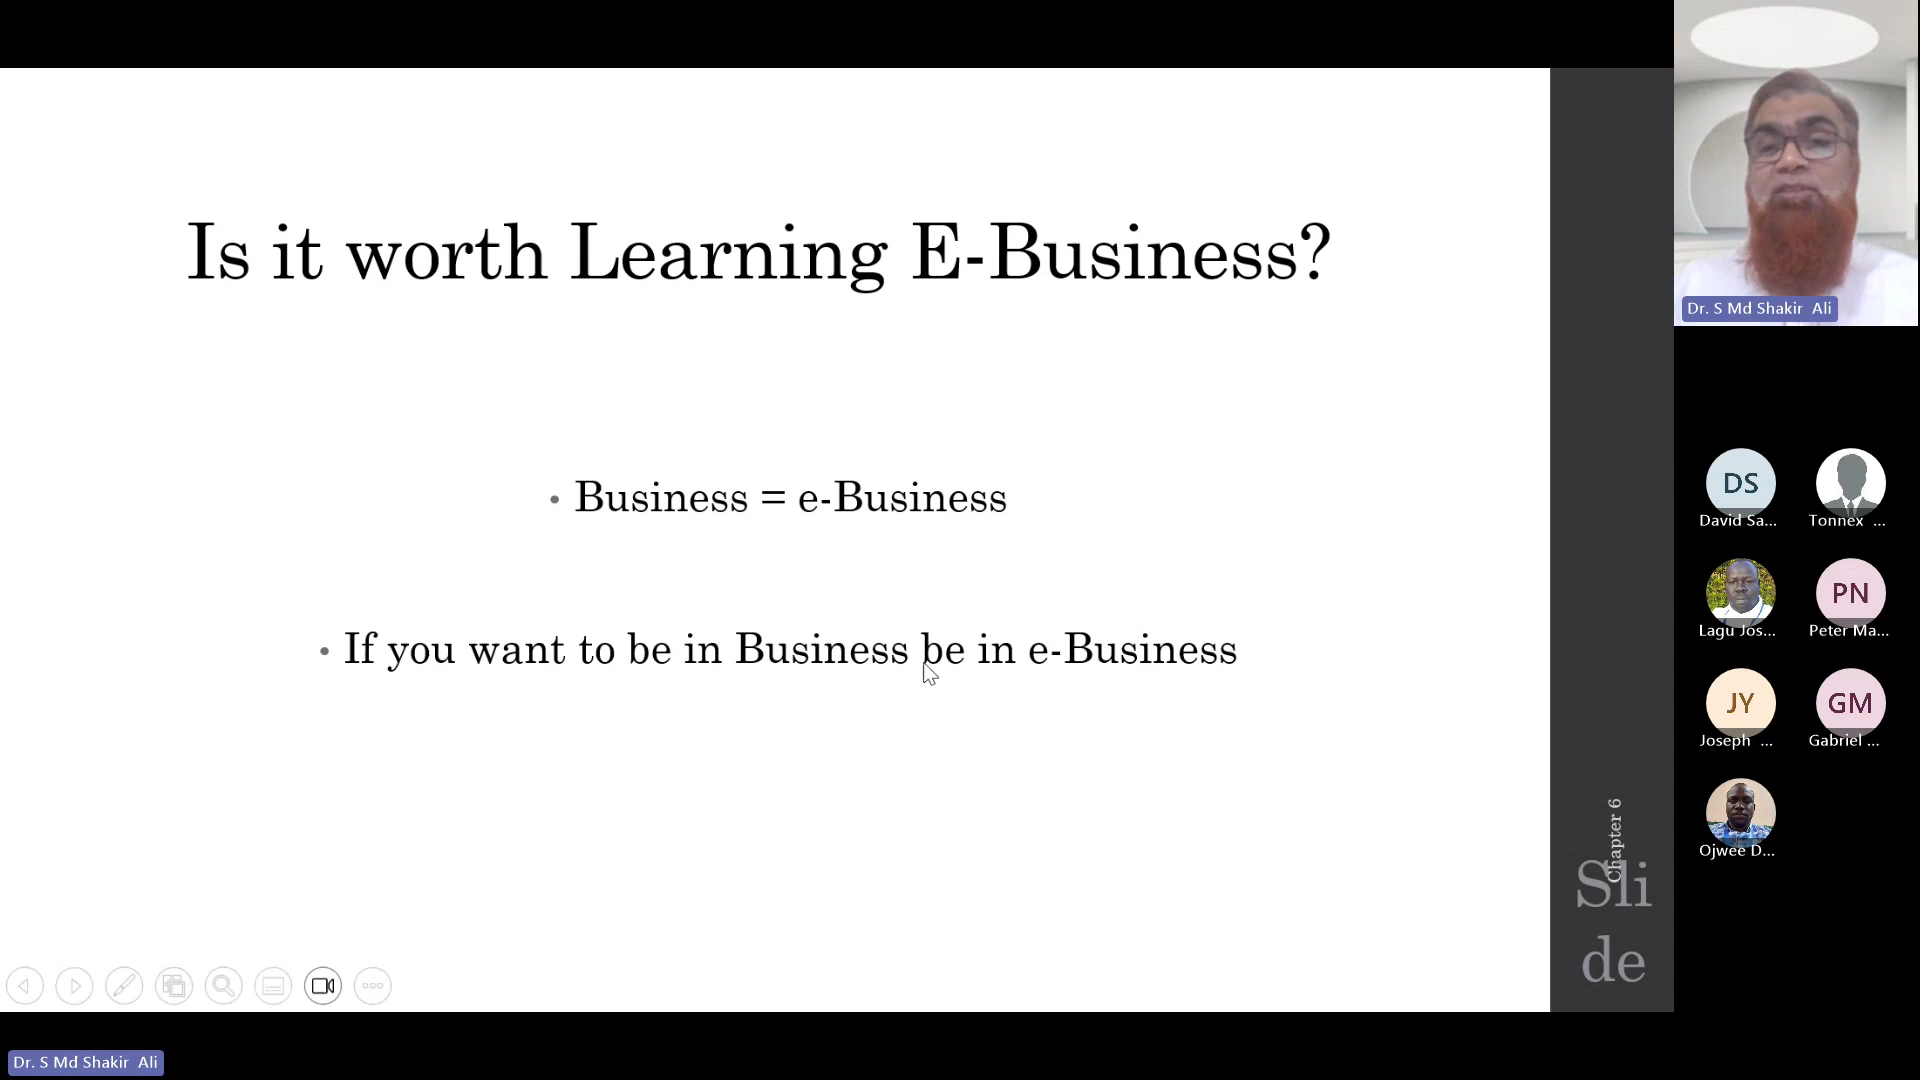 Is it worth Learning E-Business?
• Business = e-Business
• If you want to be in Business be in e-Business
Chapter 6
Sli
de
Dr. S Md Shakir Ali
DS
David Sa...
Tonnex ...
Lagu Jos...
PN
Peter Ma...
JY
Joseph ...
GM
Gabriel ...
Ojwee D...
Dr. S Md Shakir Ali